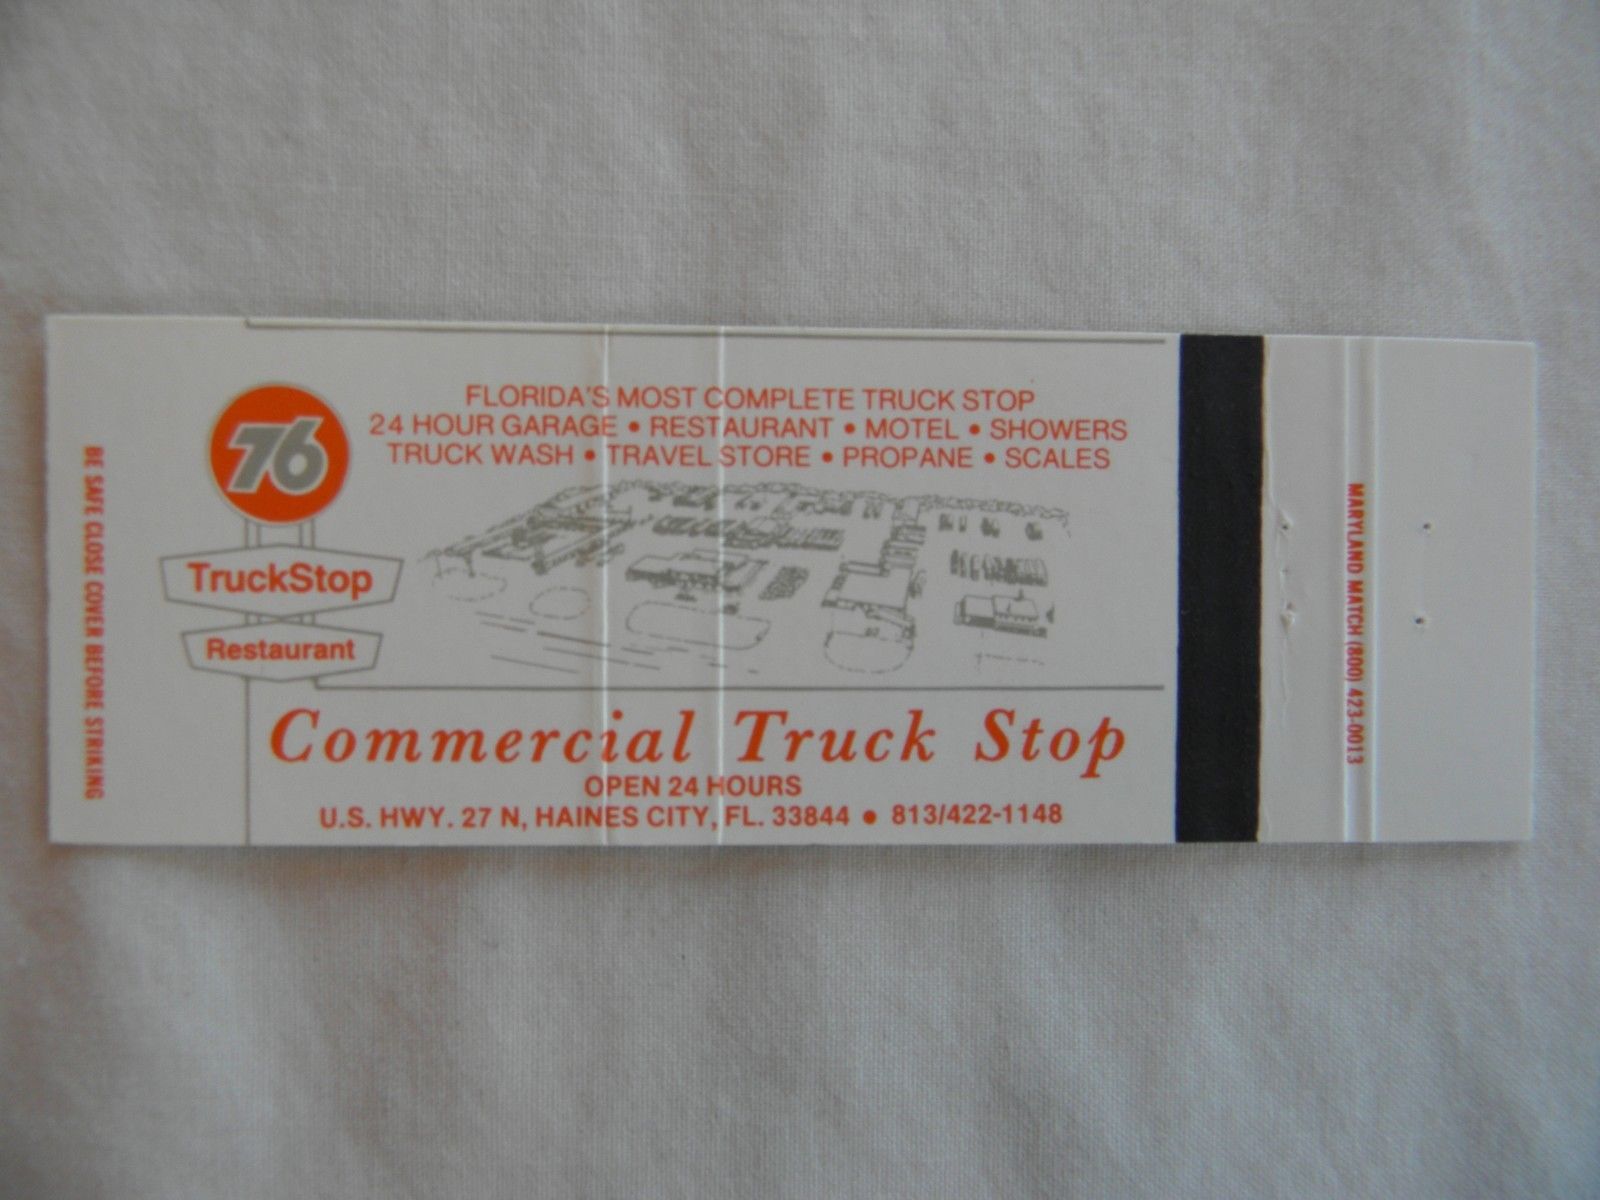 BE SAFE CLOSE COVER BEFORE STRIKING
76
TruckStop
Restaurant
FLORIDA'S MOST COMPLETE TRUCK STOP
24 HOUR GARAGE • RESTAURANT • MOTEL • SHOWERS
TRUCK WASH • TRAVEL STORE • PROPANE • SCALES
Commercial Truck Stop
OPEN 24 HOURS
U.S. HWY. 27 N, HAINES CITY, FL. 33844 • 813/422-1148
MARYLAND MATCH (800) 423-0013